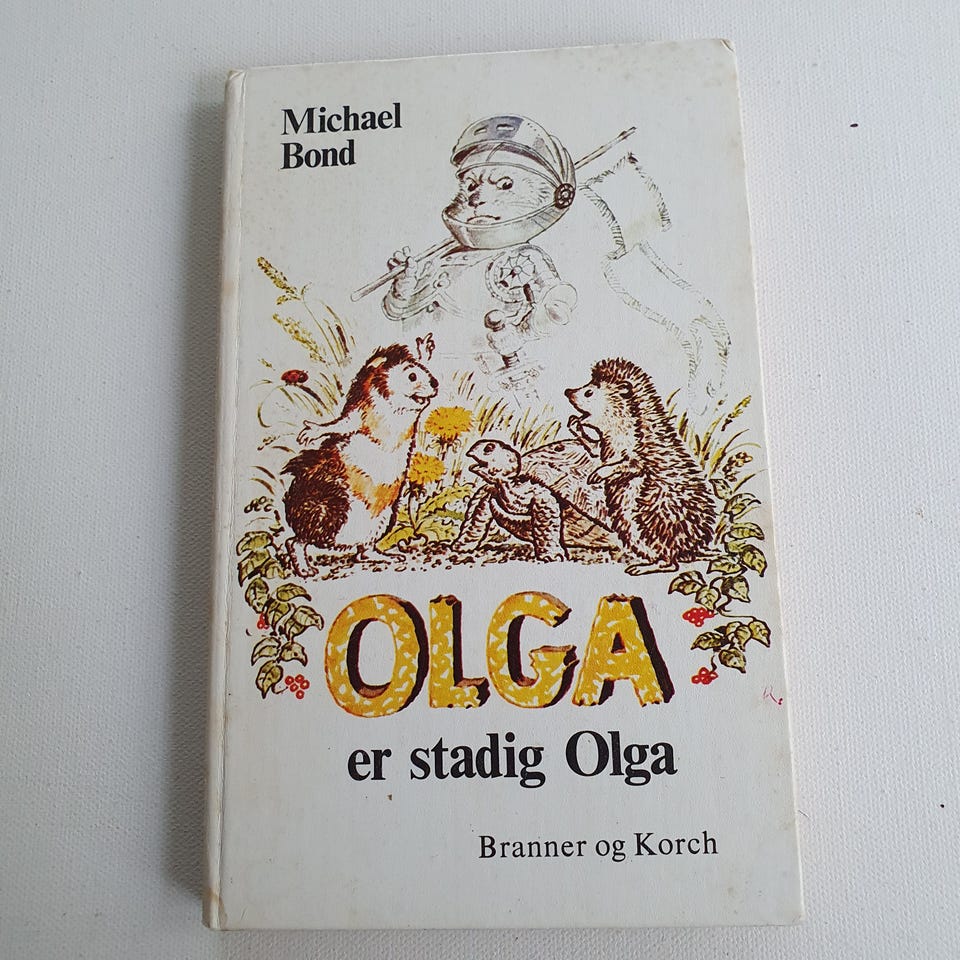 Michael
Bond
OLGA
er stadig Olga
Branner og Korch